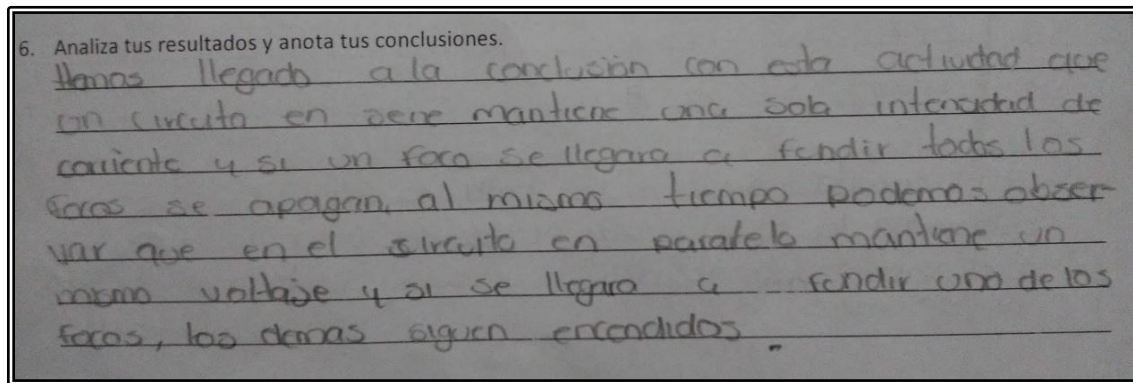 6. Analiza tus resultados y anota tus conclusiones.
Hemos llegado a la conclusión con esta actividad que
un circuito en serie mantiene una sola intensidad de
corriente y si un foco se llegara a fundir todos los
focos se apagan, al mismo tiempo podemos obser-
var que en el circuito en paralelo mantiene un
mismo voltaje y si se llegara a fundir uno de los
focos, los demas siguen encendidos.